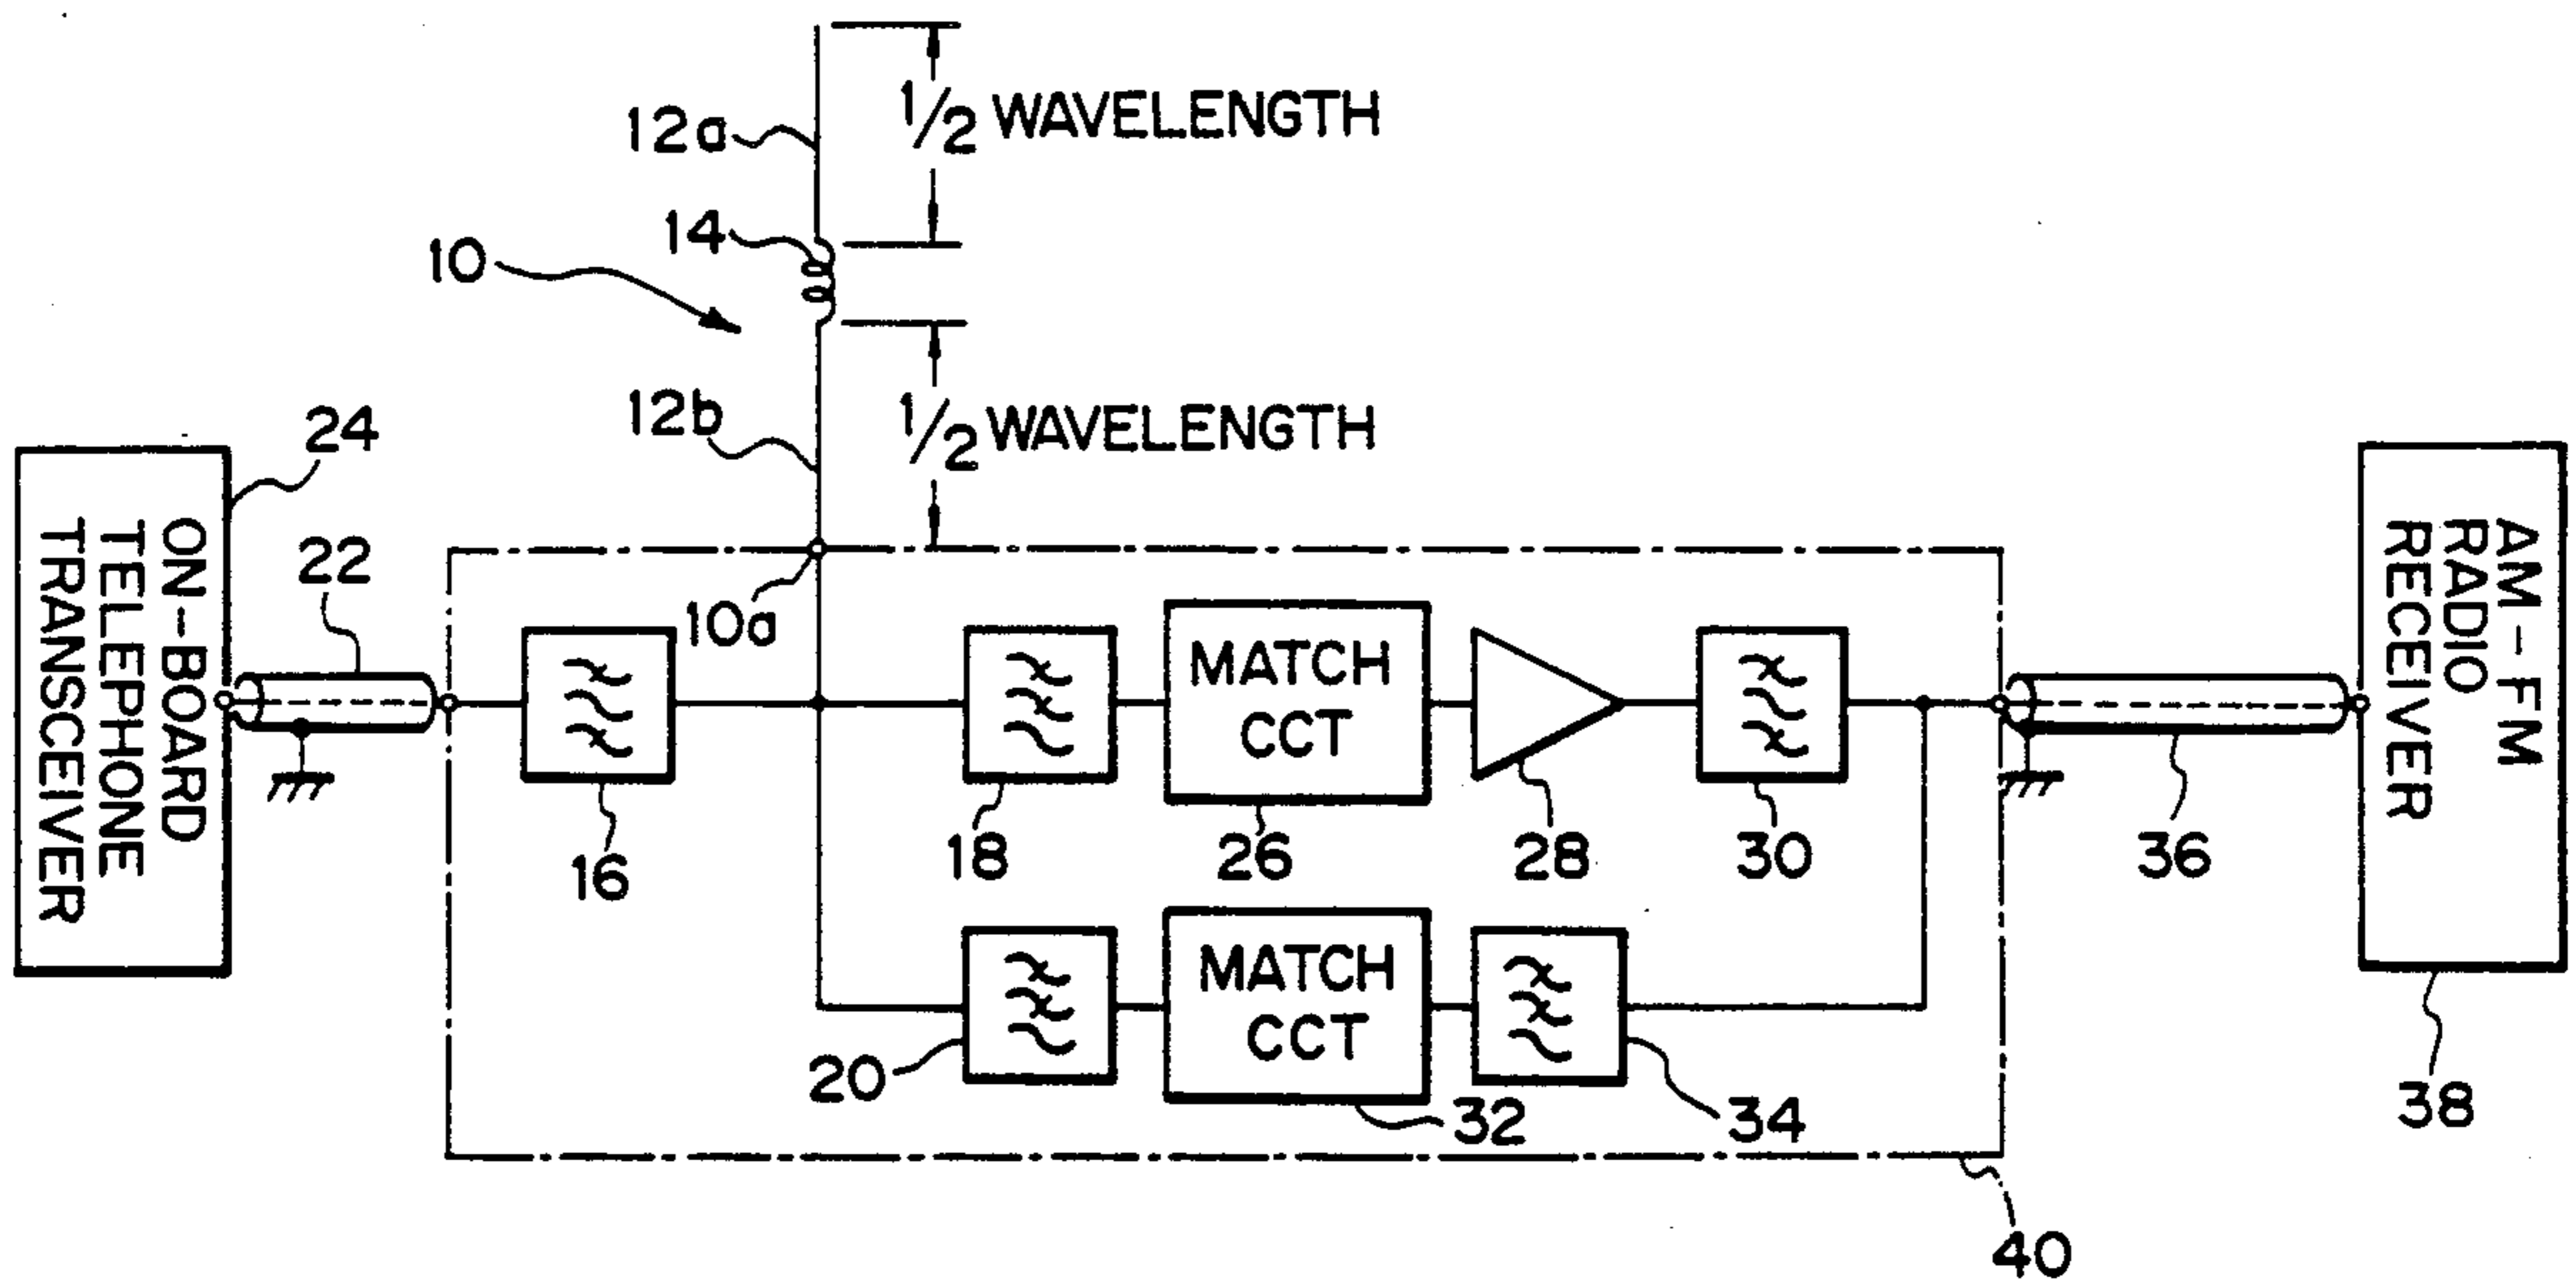 12a
1/2 WAVELENGTH
14
10
12b
1/2 WAVELENGTH
24
ON-BOARD
TELEPHONE
TRANSCEIVER
22
10a
16
18
MATCH
CCT
26
28
30
36
AM-FM
RADIO
RECEIVER
38
20
MATCH
CCT
32
34
40